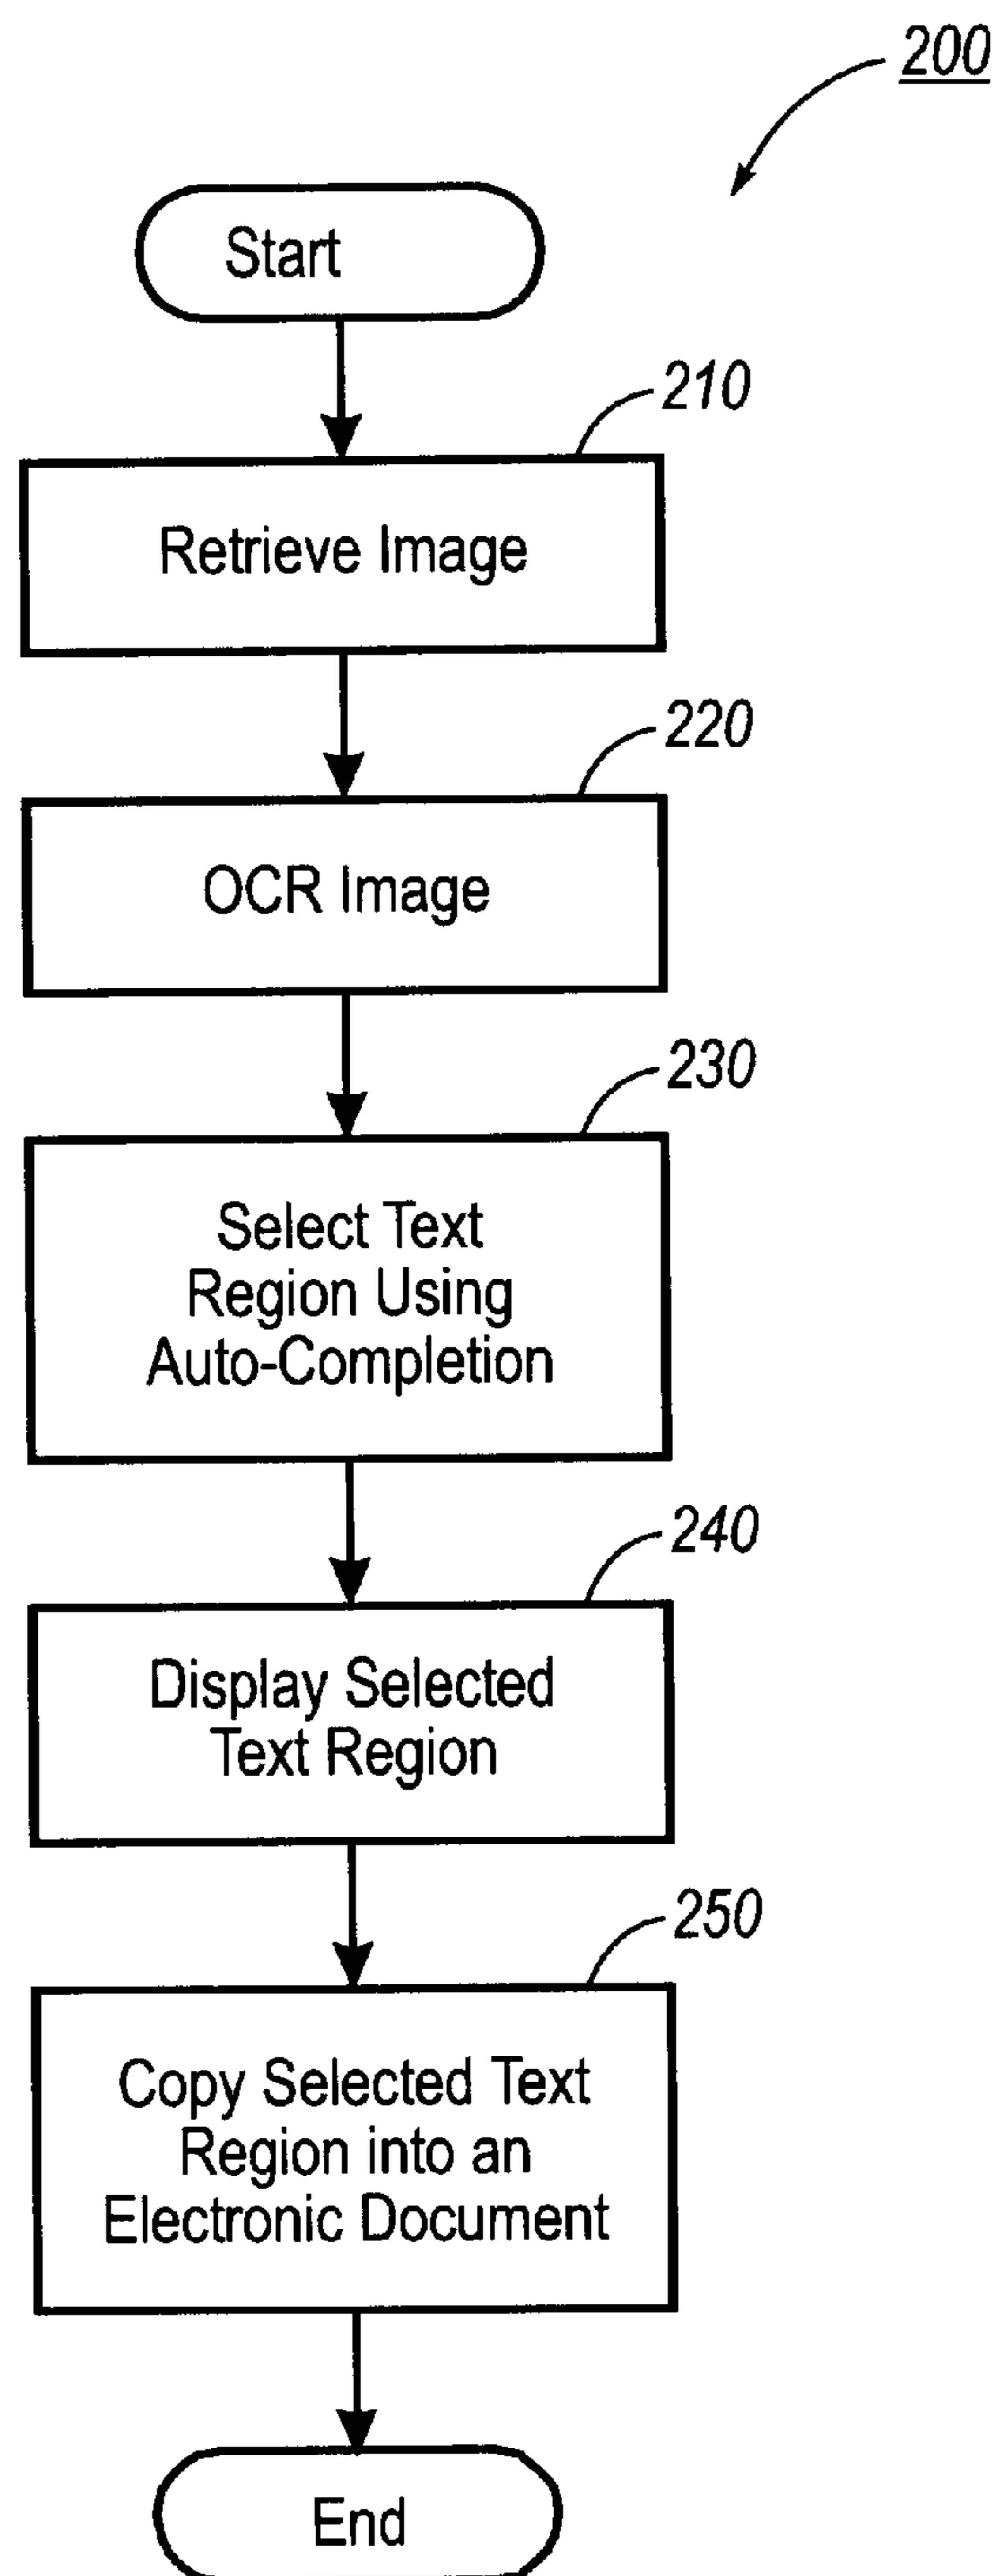 200
Start
210
Retrieve Image
220
OCR Image
230
Select Text
Region Using
Auto-Completion
240
Display Selected
Text Region
250
Copy Selected Text
Region into an
Electronic Document
End